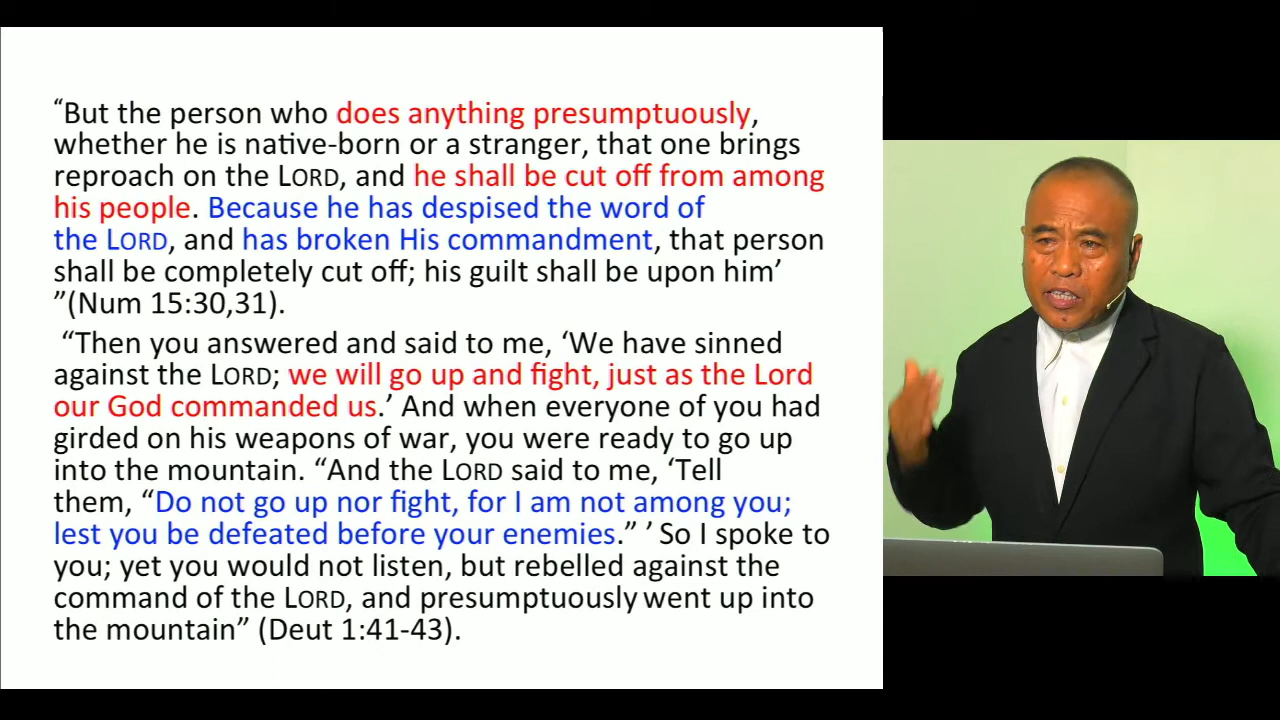 “But the person who does anything presumptuously,
whether he is native-born or a stranger, that one brings
reproach on the LORD, and he shall be cut off from among
his people. Because he has despised the word of
the LORD, and has broken His commandment, that person
shall be completely cut off; his guilt shall be upon him’
”(Num 15:30,31).
“Then you answered and said to me, ‘We have sinned
against the LORD; we will go up and fight, just as the Lord
our God commanded us.’ And when everyone of you had
girded on his weapons of war, you were ready to go up
into the mountain. “And the LORD said to me, ‘Tell
them, “Do not go up nor fight, for I am not among you;
lest you be defeated before your enemies.” ’ So I spoke to
you; yet you would not listen, but rebelled against the
command of the LORD, and presumptuously went up into
the mountain” (Deut 1:41-43).